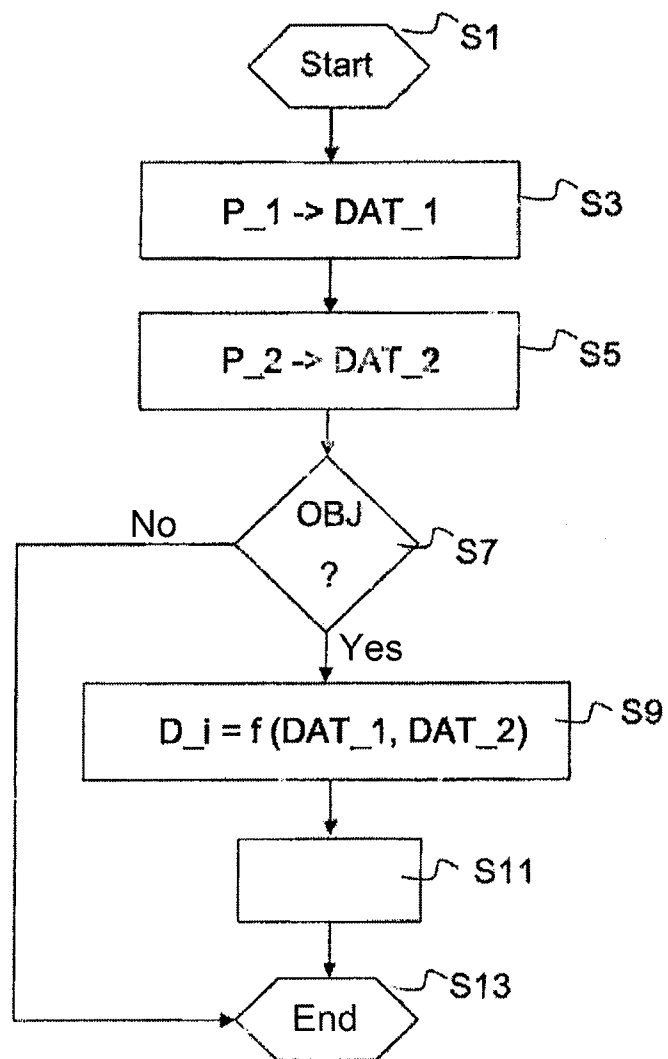 S1
Start
P_1 -> DAT_1
S3
P_2 -> DAT_2
S5
OBJ
?
S7
No
Yes
D_i = f (DAT_1, DAT_2)
S9
S11
S13
End